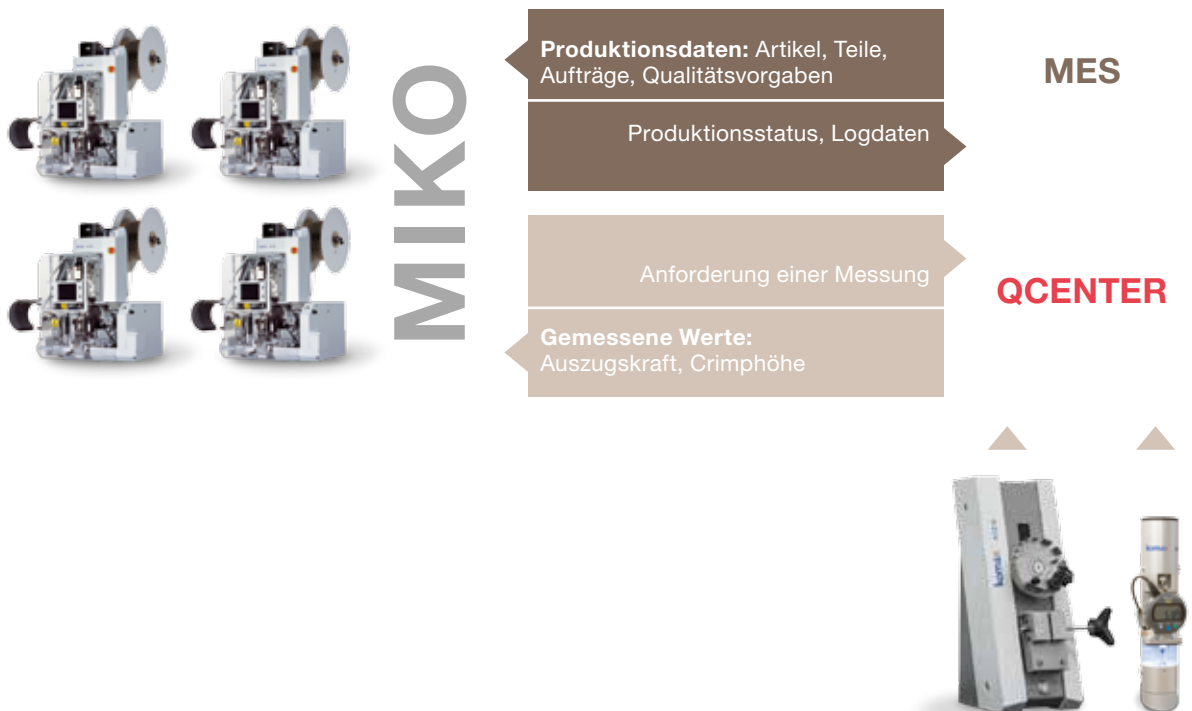 MIKO
Produktionsdaten: Artikel, Teile,
Aufträge, Qualitätsvorgaben
Produktionsstatus, Logdaten
MES
Anforderung einer Messung
Gemessene Werte:
Auszugskraft, Crimphöhe
QCENTER